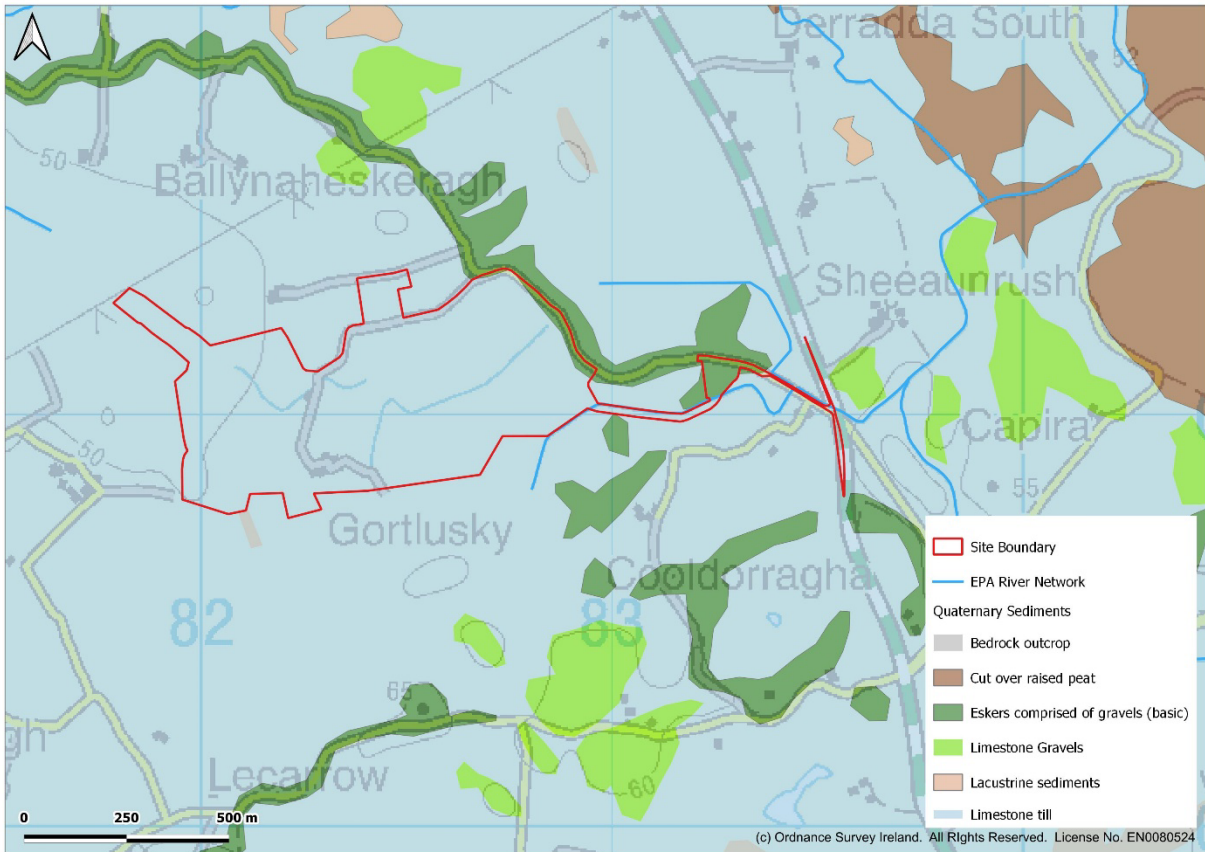 Derradda South
52
50
Ballynaheskeragh
Sheeaunrush
Capira
50
55
Gortlusky
Cooldorragha
82
83
65
gh
Lecarrow
60
Site Boundary
EPA River Network
Quaternary Sediments
Bedrock outcrop
Cut over raised peat
Eskers comprised of gravels (basic)
Limestone Gravels
Lacustrine sediments
Limestone till
0 250 500 m
(c) Ordnance Survey Ireland. All Rights Reserved. License No. EN0080524